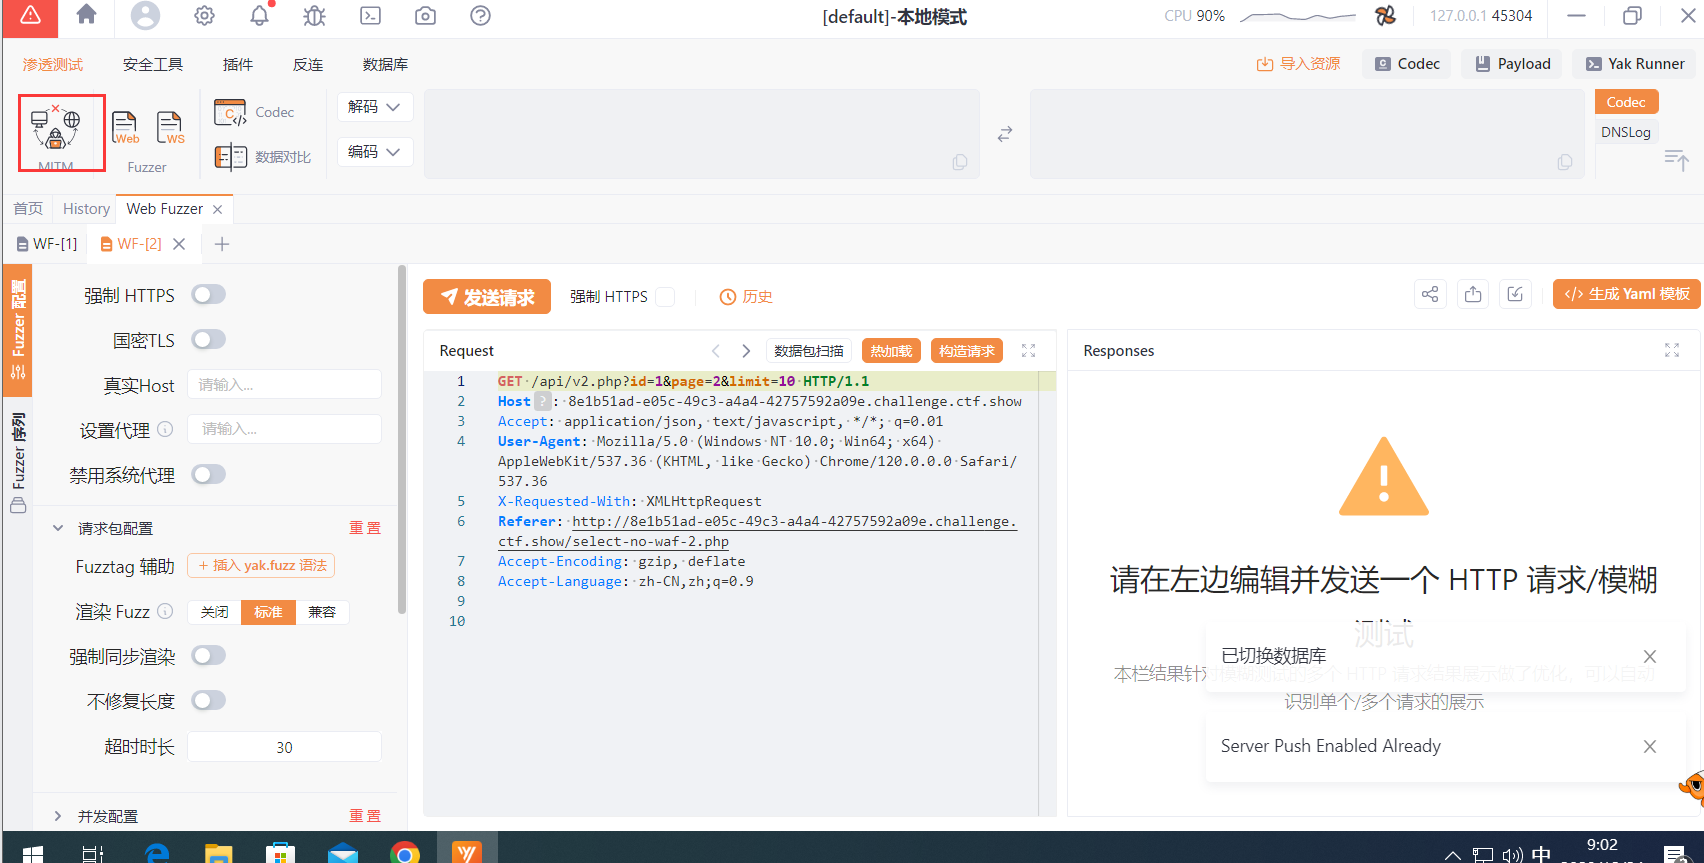 [default]-本地模式
CPU 90%
127.0.0.1 45304
渗透测试
安全工具
插件
反连
数据库
导入资源
Codec
Payload
Yak Runner
MITM
Web
WS
Fuzzer
Codec
数据对比
解码
编码
Codec
DNSLog
首页
History
Web Fuzzer
WF-[1]
WF-[2]
Fuzzer 配置
Fuzzer 序列
强制 HTTPS
国密TLS
真实Host 请输入...
设置代理 请输入...
禁用系统代理
请求包配置 重置
Fuzztag 辅助 + 插入 yak.fuzz 语法
渲染 Fuzz 关闭 标准 兼容
强制同步渲染
不修复长度
超时时长 30
并发配置 重置
发送请求
强制 HTTPS
历史
生成 Yaml 模板
Request
数据包扫描
热加载
构造请求
1 GET /api/v2.php?id=1&page=2&limit=10 HTTP/1.1
2 Host ? : 8e1b51ad-e05c-49c3-a4a4-42757592a09e.challenge.ctf.show
3 Accept: application/json, text/javascript, */*; q=0.01
4 User-Agent: Mozilla/5.0 (Windows NT 10.0; Win64; x64)
AppleWebKit/537.36 (KHTML, like Gecko) Chrome/120.0.0.0 Safari/
537.36
5 X-Requested-With: XMLHttpRequest
6 Referer: http://8e1b51ad-e05c-49c3-a4a4-42757592a09e.challenge.
ctf.show/select-no-waf-2.php
7 Accept-Encoding: gzip, deflate
8 Accept-Language: zh-CN,zh;q=0.9
9
10
Responses
请在左边编辑并发送一个 HTTP 请求/模糊
测试
本栏结果针对模糊测试的多个 HTTP 请求结果展示做了优化，可以自动
识别单个/多个请求的展示
已切换数据库
Server Push Enabled Already
中
9:02